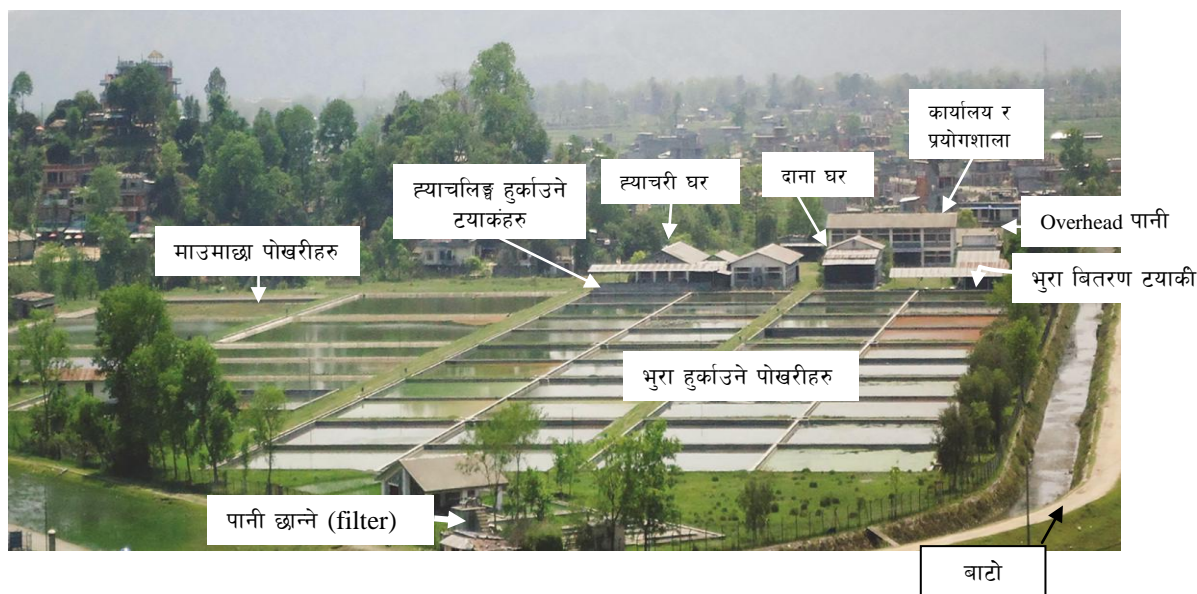 कार्यालय र
प्रयोगशाला
ह्याचलिङ्ग हुर्काउने
टयाकंहरु
ह्याचरी घर
दाना घर
Overhead पानी
माउमाछा पोखरीहरु
भुरा बितरण टयाकी
भुरा हुर्काउने पोखरीहरु
पानी छान्ने (filter)
बाटो